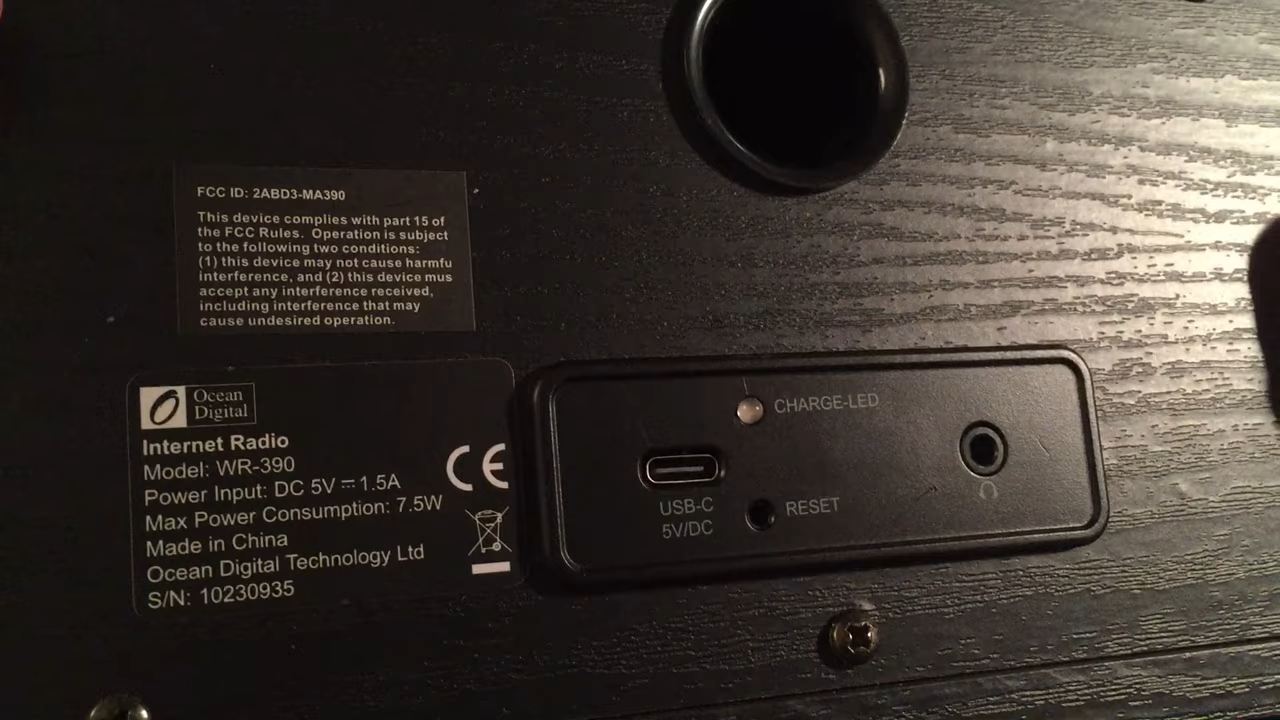 FCC ID: 2ABD3-MA390
This device complies with part 15 of
the FCC Rules. Operation is subject
to the following two conditions:
(1) this device may not cause harmfu
interference, and (2) this device mus
accept any interference received,
including interference that may
cause undesired operation.
Ocean
Digital
Internet Radio
Model: WR-390
Power Input: DC 5V ⎓ 1.5A
Max Power Consumption: 7.5W
Made in China
Ocean Digital Technology Ltd
S/N: 10230935
CE
CHARGE-LED
USB-C
5V/DC
RESET